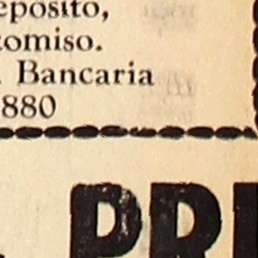 eposito,
comiso.
. Bancaria
880
. PRI